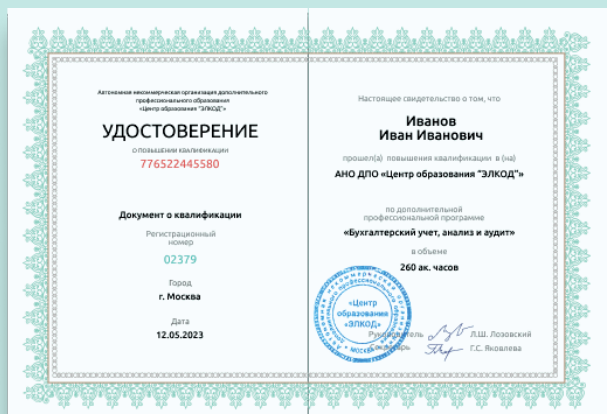 Автономная некоммерческая организация дополнительного
профессионального образования
«Центр образования "ЭЛКОД"»
УДОСТОВЕРЕНИЕ
О ПОВЫШЕНИИ КВАЛИФИКАЦИИ
776522445580
Документ о квалификации
Регистрационный
номер
02379
Город
г. Москва
Дата
12.05.2023
Настоящее свидетельство о том, что
Иванов
Иван Иванович
прошел(а) повышения квалификации в (на)
АНО ДПО «Центр образования "ЭЛКОД"»
по дополнительной
профессиональной программе
«Бухгалтерский учет, анализ и аудит»
в объеме
260 ак. часов
«Центр
образования
«ЭЛКОД»
Руководитель Л.Ш. Лозовский
Секретарь Г.С. Яковлева